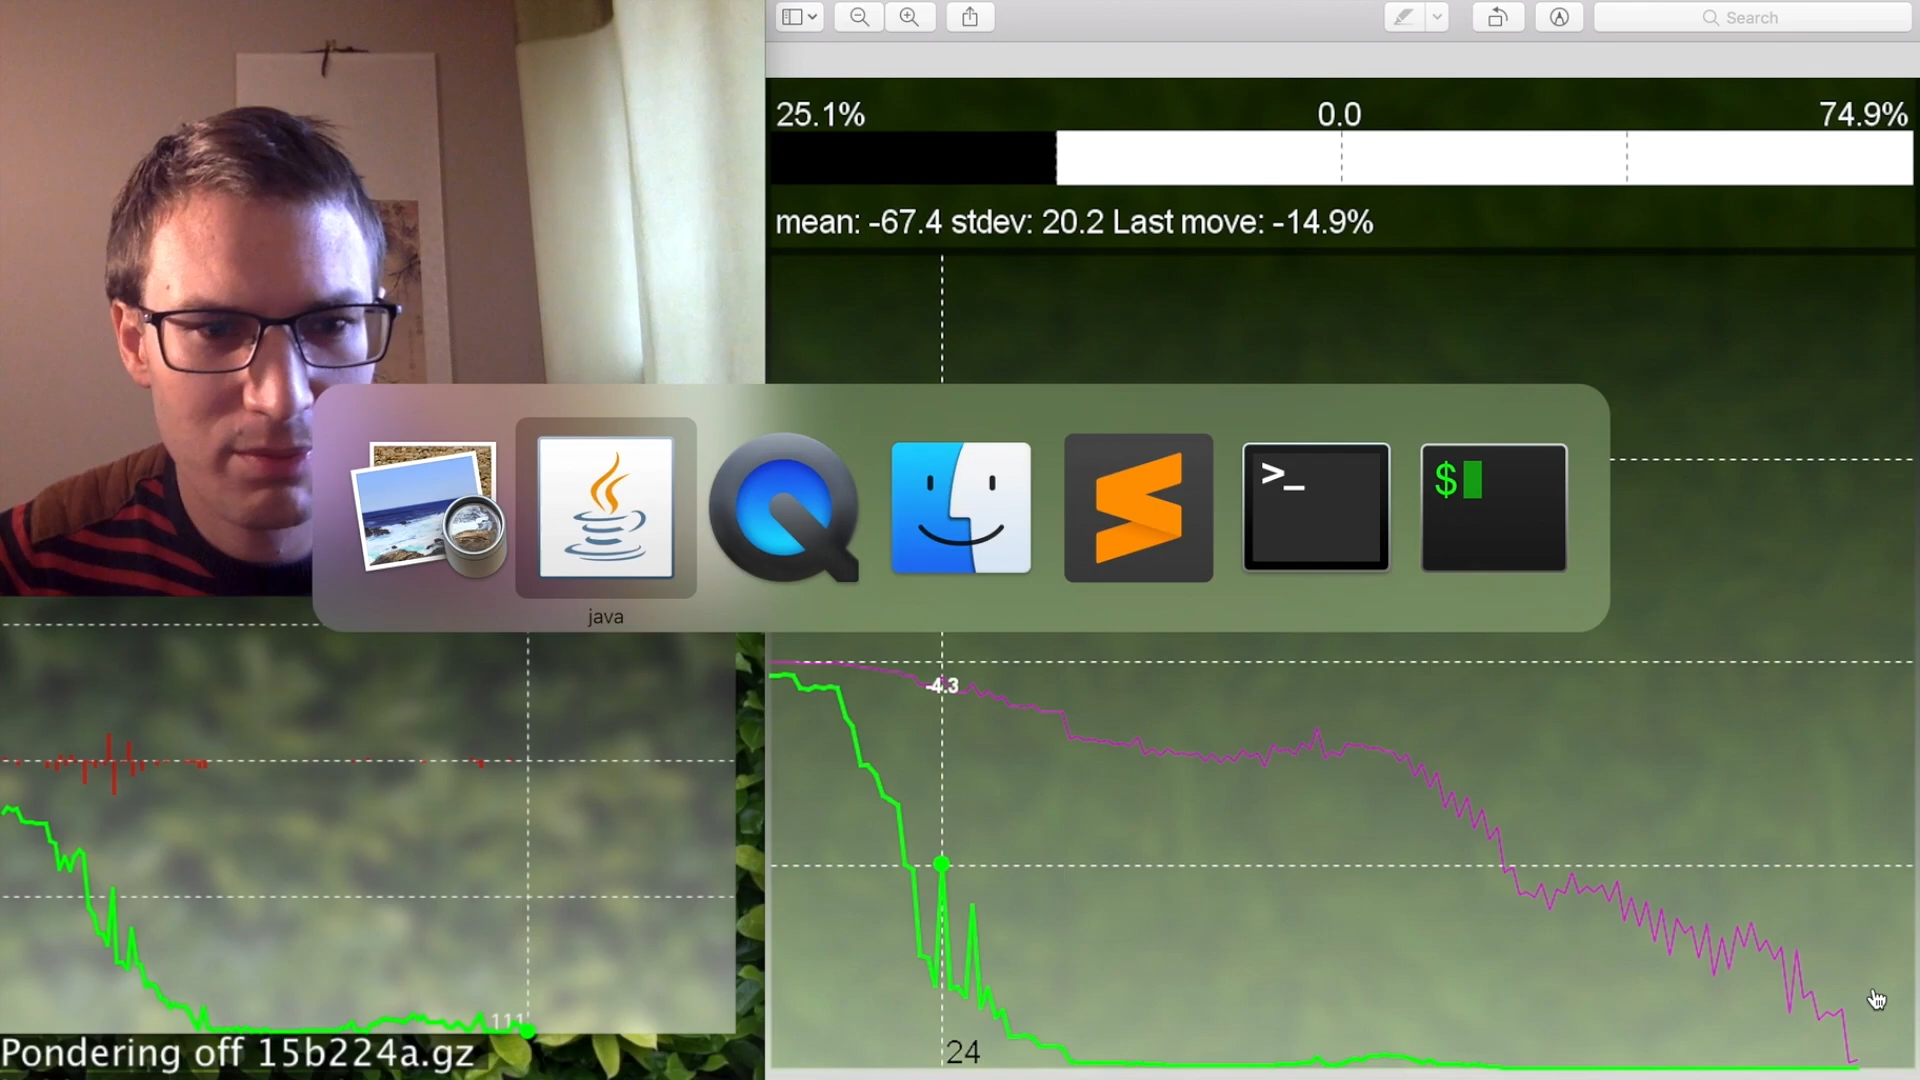 Search
25.1% 0.0 74.9%
mean: -67.4 stdev: 20.2 Last move: -14.9%
>_
$
java
-4.3
111
24
Pondering off 15b224a.gz